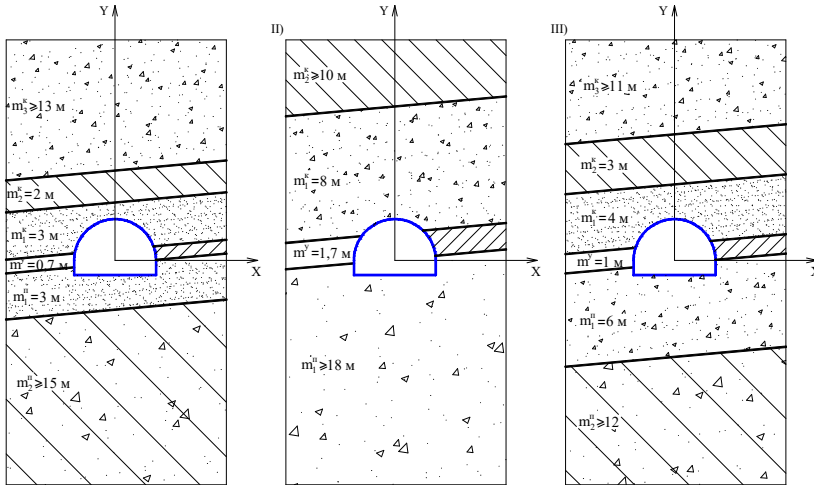 Y
m₃ᴷ≥13 м
m₂ᴷ=2 м
m₁ᴷ=3 м
mʸ=0,7 м
m₁ⁿ=3 м
m₂ⁿ≥15 м
X
II)
Y
m₂ᴷ≥10 м
m₁ᴷ=8 м
mʸ=1,7 м
m₁ⁿ≥18 м
X
III)
Y
m₃ᴷ≥11 м
m₂ᴷ=3 м
m₁ᴷ=4 м
mʸ=1 м
m₁ⁿ=6 м
m₂ⁿ≥12
X